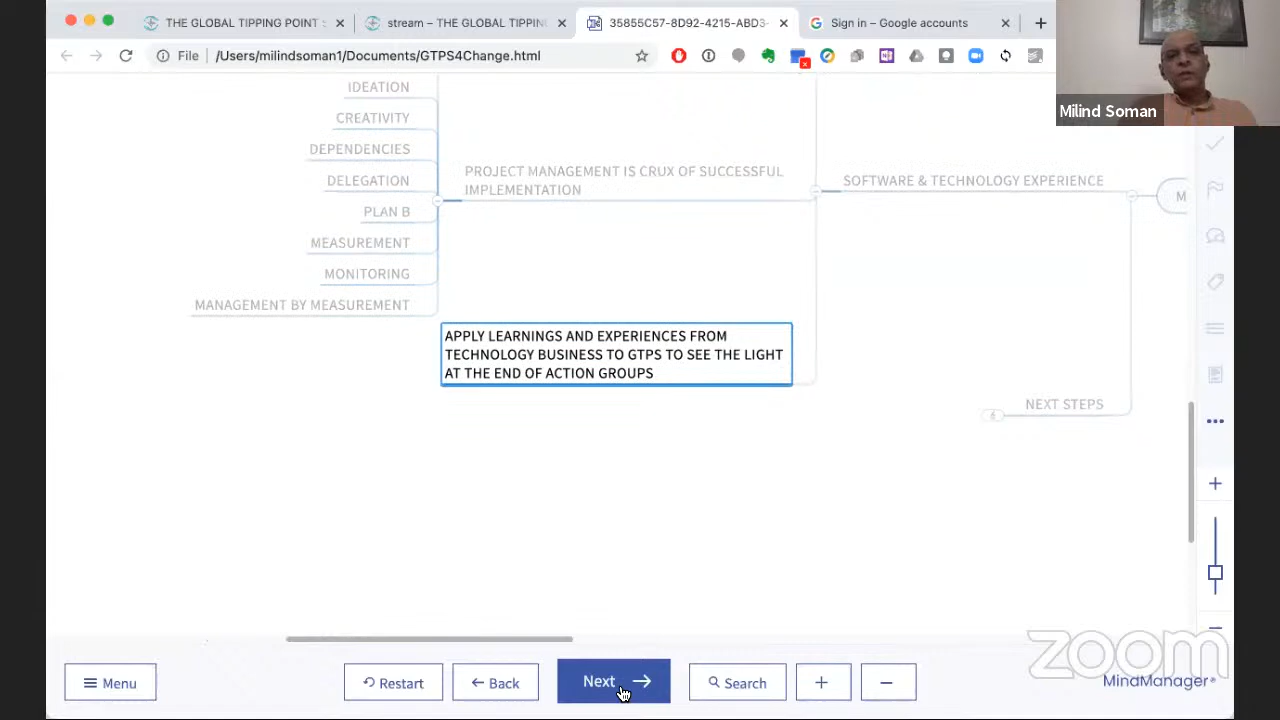 THE GLOBAL TIPPING POINT
stream – THE GLOBAL TIPPIN
35855C57-8D92-4215-ABD3-
Sign in – Google accounts
File
/Users/milindsoman1/Documents/GTPS4Change.html
Milind Soman
IDEATION
CREATIVITY
DEPENDENCIES
DELEGATION
PLAN B
MEASUREMENT
MONITORING
MANAGEMENT BY MEASUREMENT
PROJECT MANAGEMENT IS CRUX OF SUCCESSFUL
IMPLEMENTATION
SOFTWARE & TECHNOLOGY EXPERIENCE
M
APPLY LEARNINGS AND EXPERIENCES FROM
TECHNOLOGY BUSINESS TO GTPS TO SEE THE LIGHT
AT THE END OF ACTION GROUPS
NEXT STEPS
Menu
Restart
Back
Next
Search
zoom
MindManager